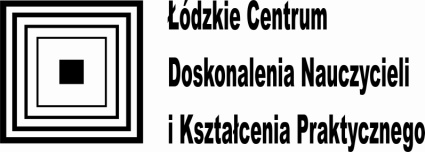 Łódzkie Centrum
Doskonalenia Nauczycieli
i Kształcenia Praktycznego